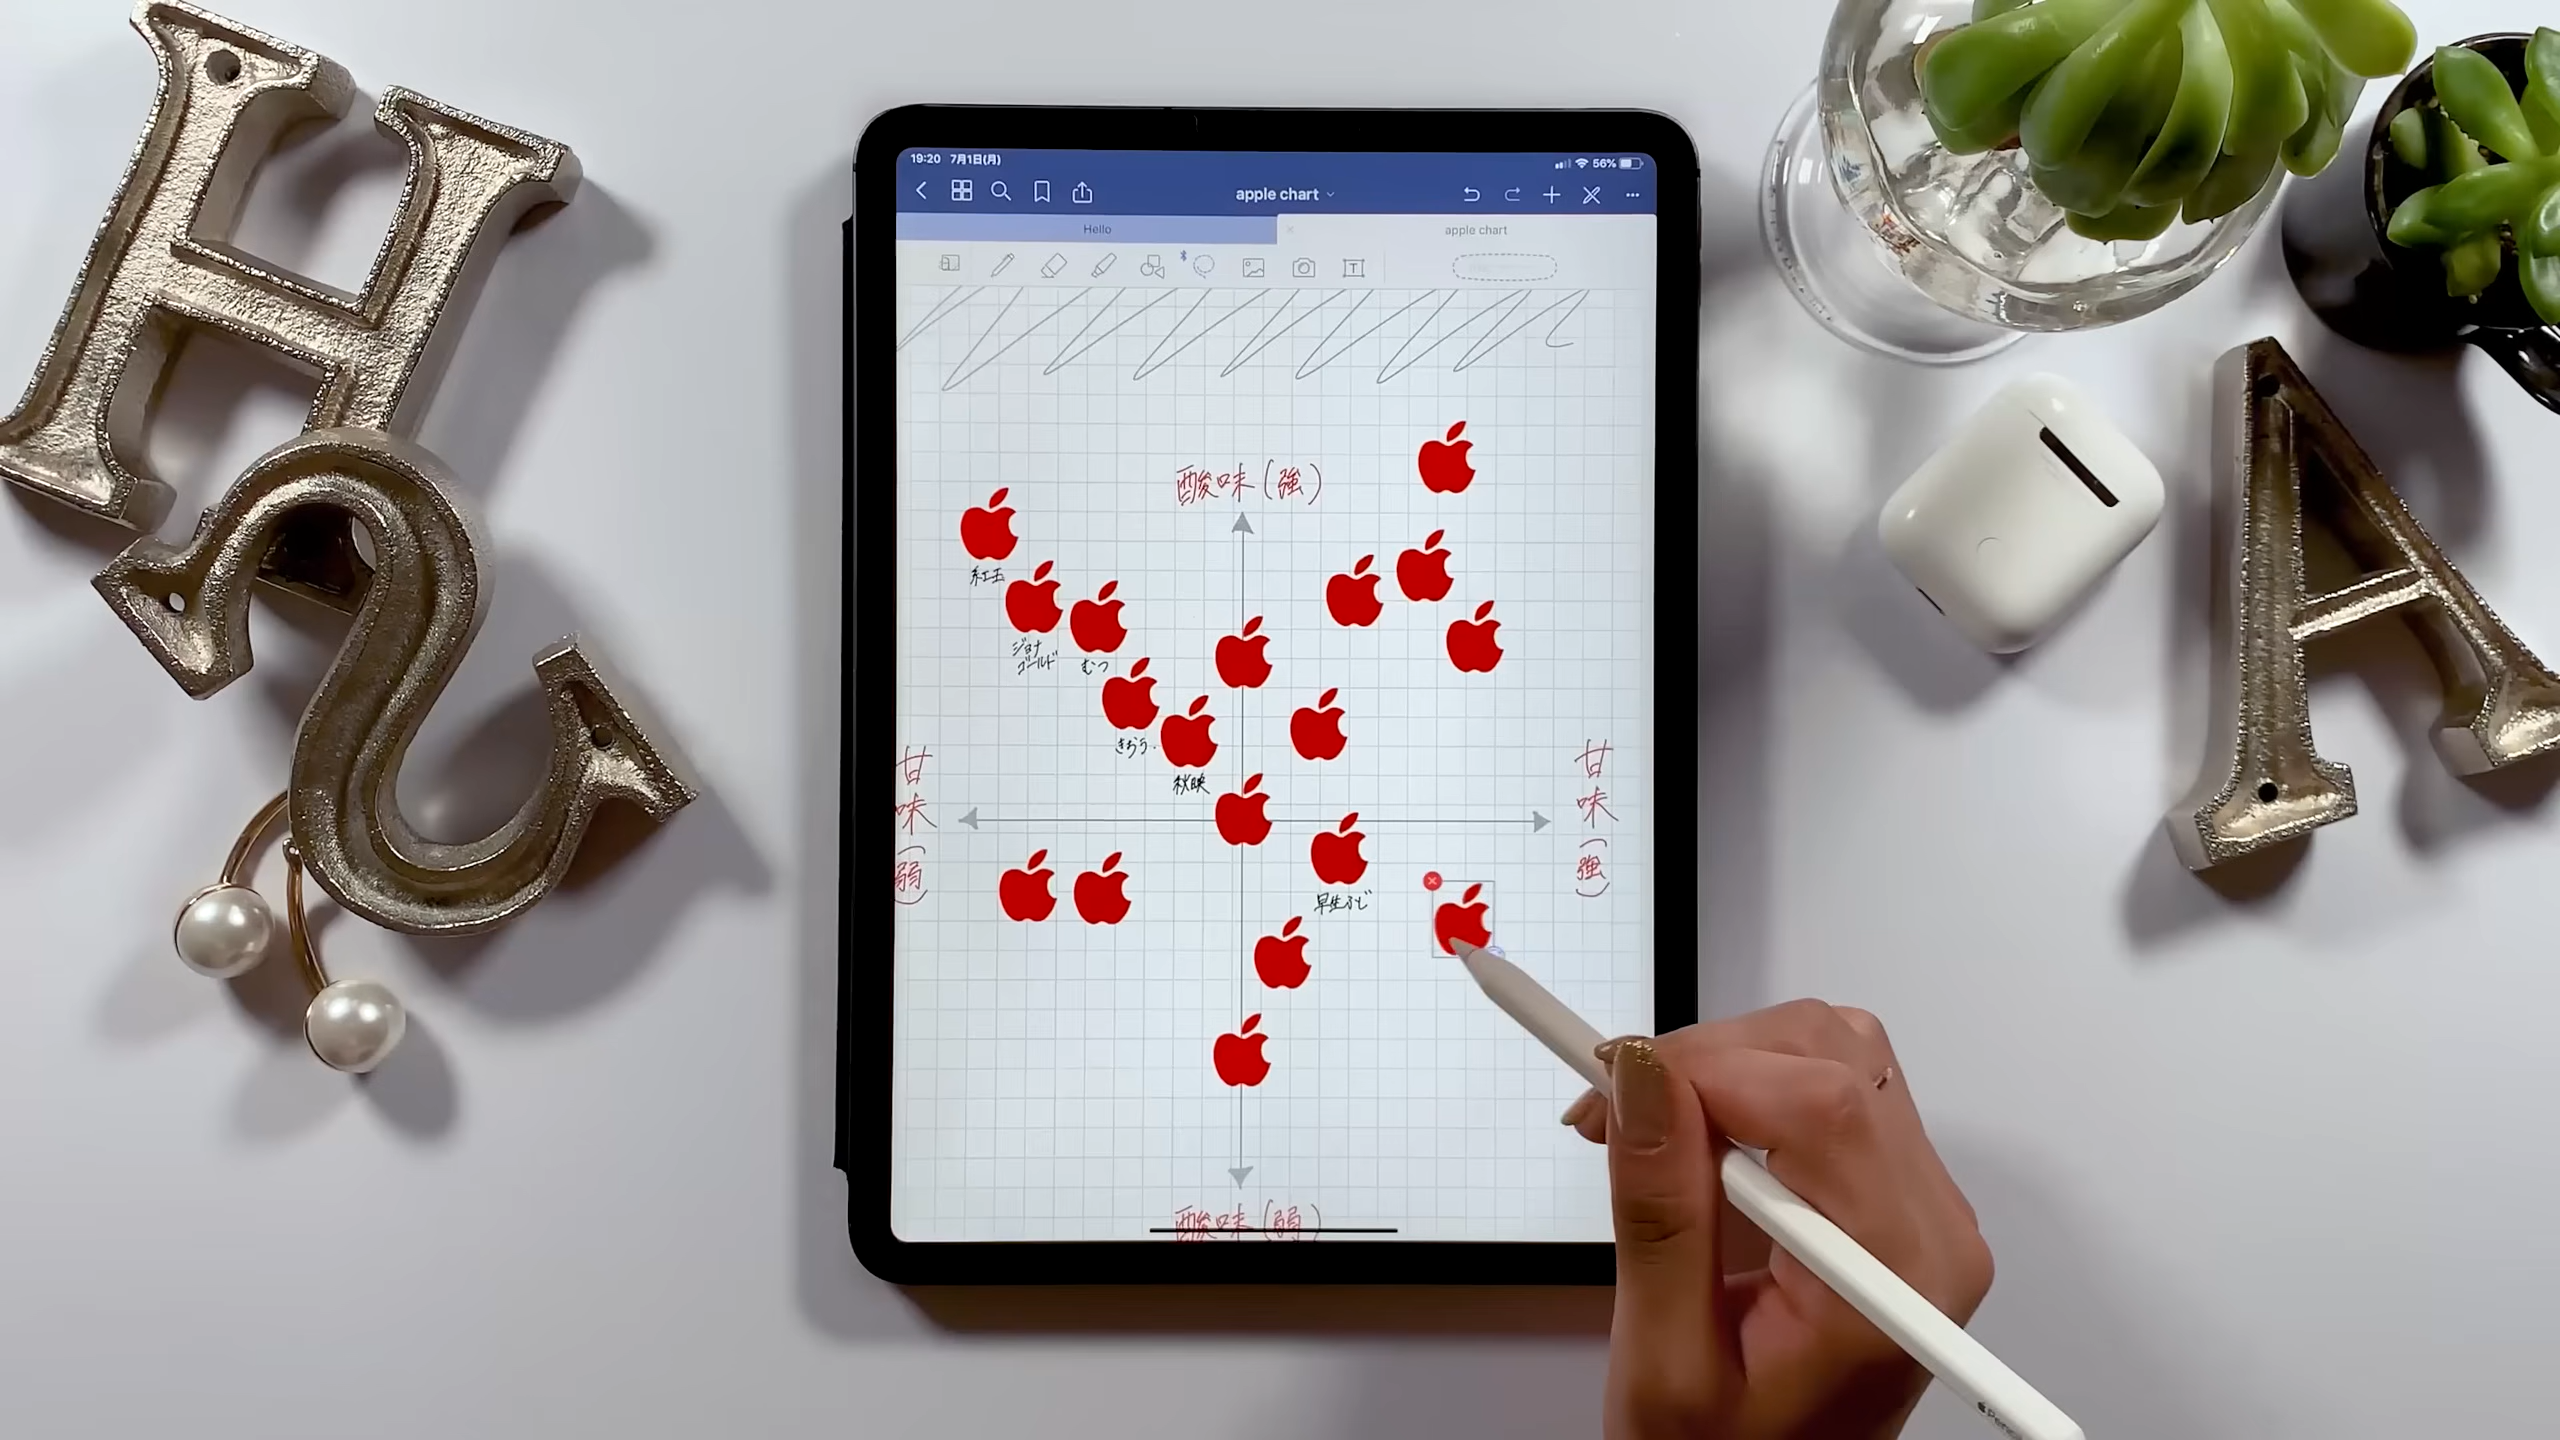 19:20 7月1日(月)
56%
apple chart
Hello
apple chart
酸味(強)
紅玉
ジョナ
ゴールド
むつ
きおう
秋映
甘味(弱)
甘味(強)
早生ふじ
酸味(弱)
H
S
A